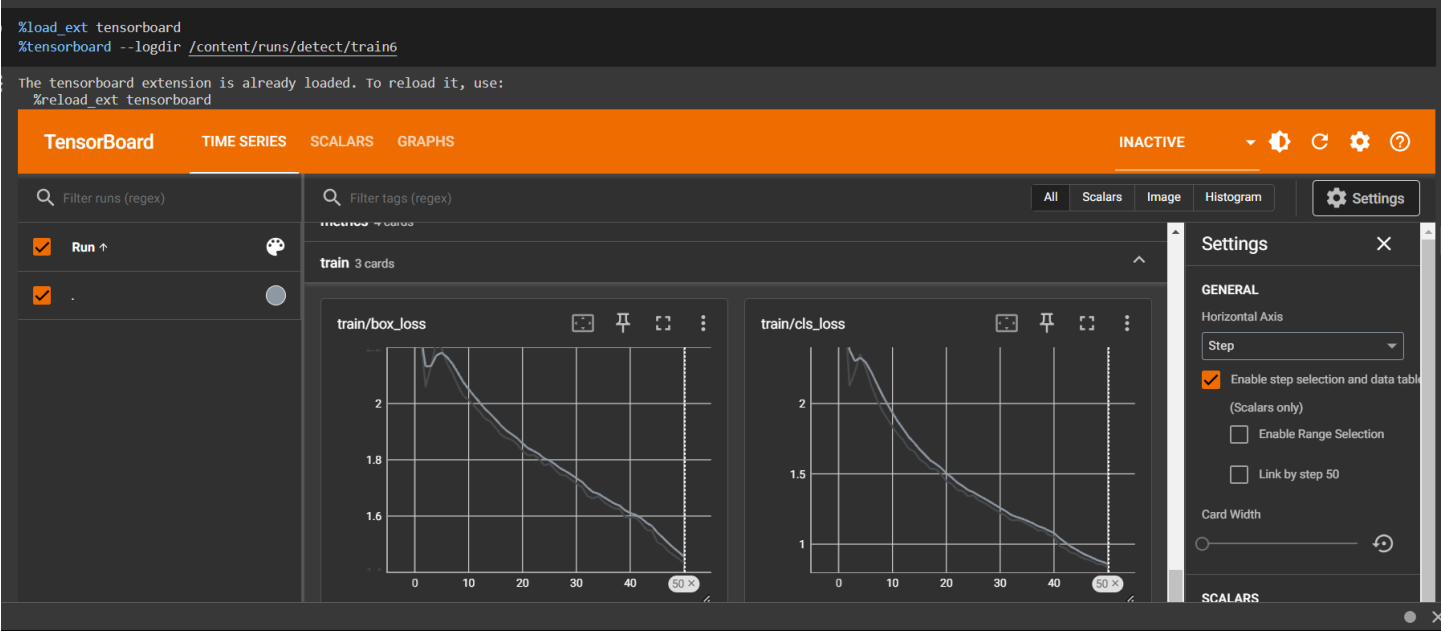 %load_ext tensorboard
%tensorboard --logdir /content/runs/detect/train6
The tensorboard extension is already loaded. To reload it, use:
%reload_ext tensorboard
TensorBoard
TIME SERIES
SCALARS
GRAPHS
INACTIVE
Filter runs (regex)
Filter tags (regex)
All
Scalars
Image
Histogram
Settings
Run ↑
.
metrics 4 cards
train 3 cards
train/box_loss
2
1.8
1.6
0 10 20 30 40 50 ×
train/cls_loss
2
1.5
1
0 10 20 30 40 50 ×
Settings
GENERAL
Horizontal Axis
Step
Enable step selection and data table
(Scalars only)
Enable Range Selection
Link by step 50
Card Width
SCALARS